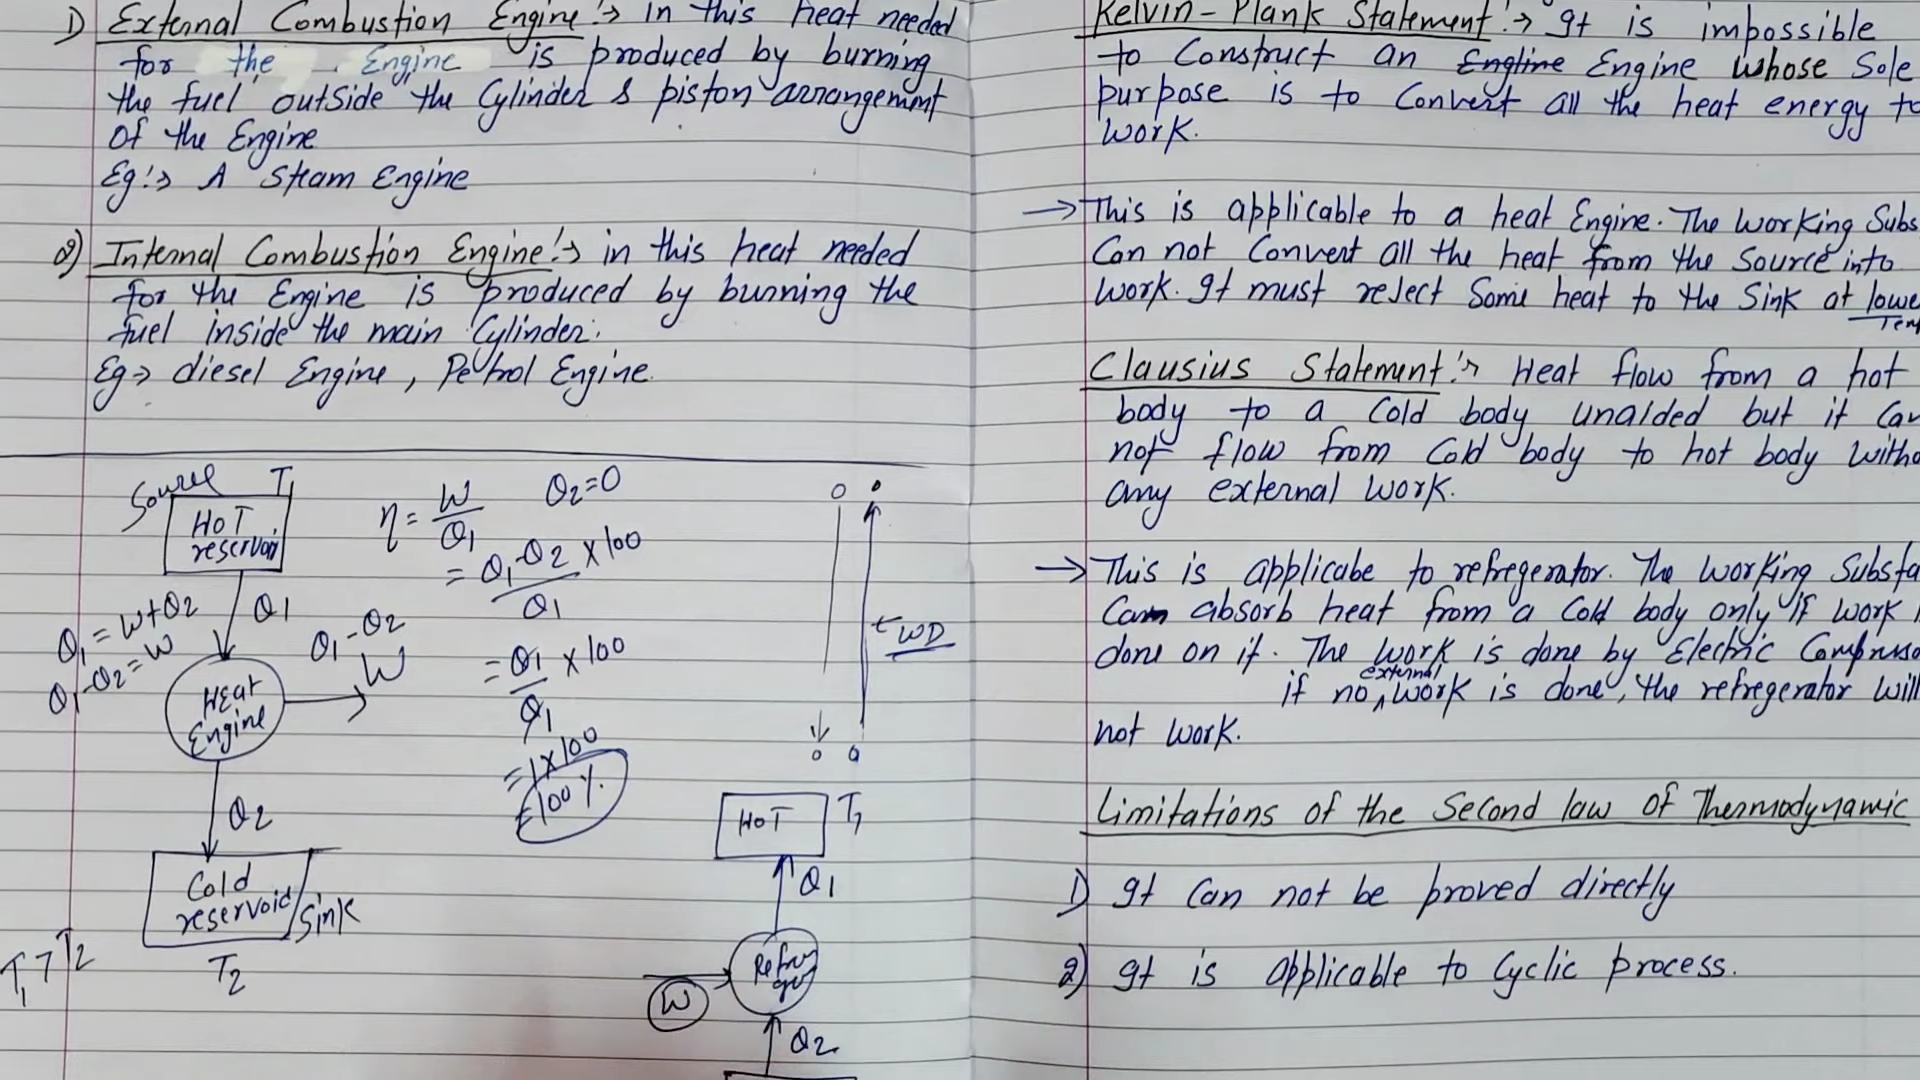 1) External Combustion Engine :→ in this heat needed
for the Engine is produced by burning
the fuel outside the Cylinder & piston arrangement
Of the Engine
Eg :→ A Steam Engine
2) Internal Combustion Engine :→ in this heat needed
for the Engine is produced by burning the
fuel inside the main Cylinder.
Eg → diesel Engine, Petrol Engine.
Source T1
HOT
reservoir
Q1 = W+Q2
Q1-Q2 = W
Q1
Q1-Q2
W
Heat
Engine
Q2
Cold
reservoid
Sink
T1 > T2
T2
η = W/Q1 Q2=0
= Q1-Q2/Q1 × 100
= Q1/Q1 × 100
= 1×100
= 100 %.
WD
HOT T1
Q1
W
Q2
Kelvin - Plank Statement :→ It is impossible
to Construct an Engline Engine whose Sole
purpose is to Convert all the heat energy to
work.
→ This is applicable to a heat Engine. The working Subs
Can not Convert all the heat from the Source into
work. It must reject Some heat to the Sink at lowe
Tem
Clausius Statement :→ Heat flow from a hot
body to a Cold body unaided but it Can
not flow from Cold body to hot body witho
any external work.
→ This is applicabe to refregerator. The working Substa
Can absorb heat from a Cold body only if work i
done on it. The work is done by Electric Compresso
if no external work is done, the refregerator will
not work.
Limitations of the Second law of Thermodynamic
1) It Can not be proved directly
2) It is applicable to Cyclic process.